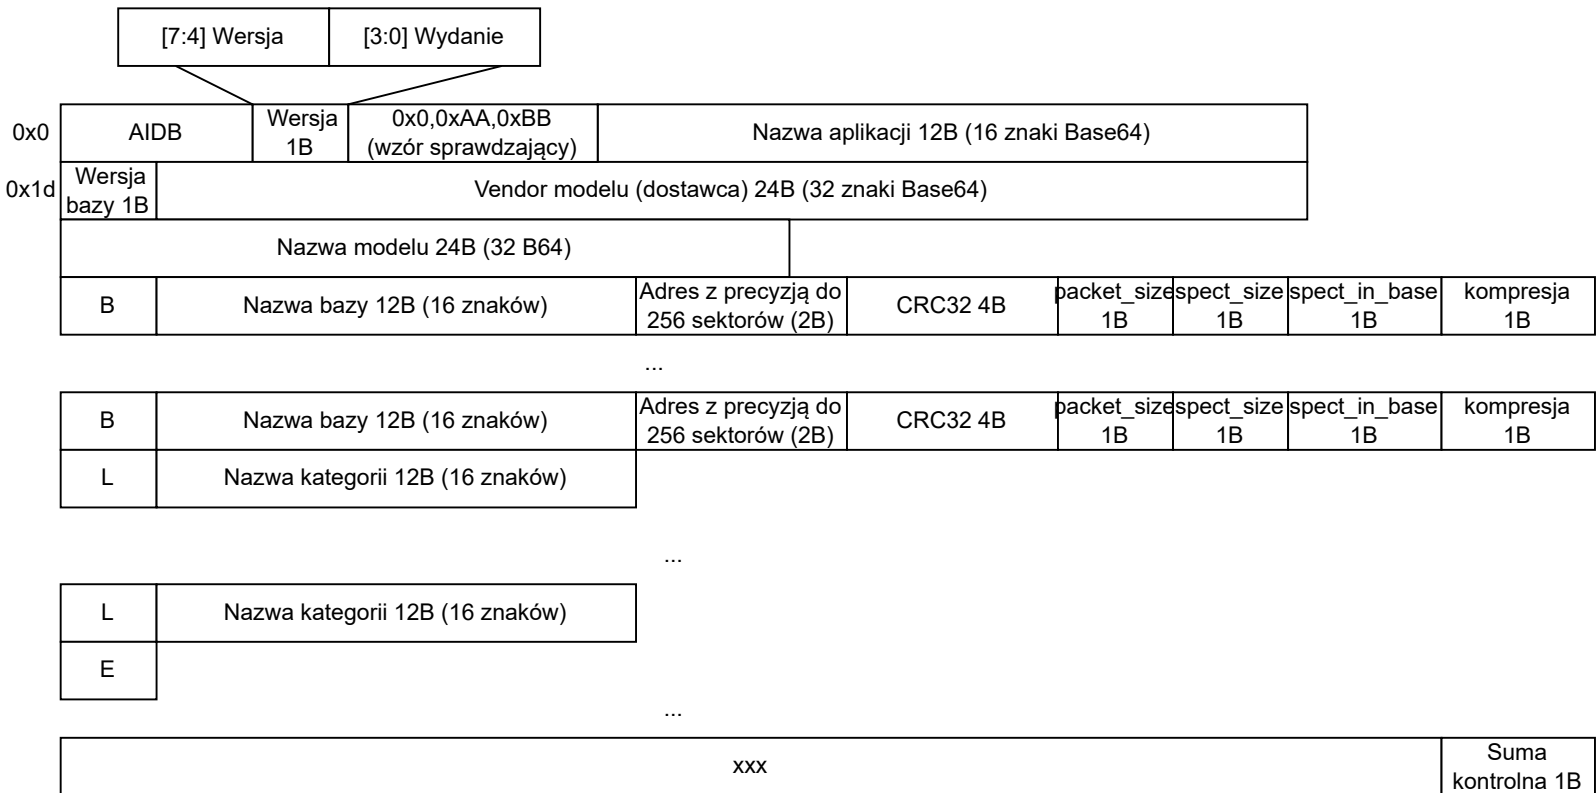 [7:4] Wersja
[3:0] Wydanie
0x0
AIDB
Wersja
1B
0x0,0xAA,0xBB
(wzór sprawdzający)
Nazwa aplikacji 12B (16 znaki Base64)
0x1d
Wersja
bazy 1B
Vendor modelu (dostawca) 24B (32 znaki Base64)
Nazwa modelu 24B (32 B64)
B
Nazwa bazy 12B (16 znaków)
Adres z precyzją do
256 sektorów (2B)
CRC32 4B
packet_size
1B
spect_size
1B
spect_in_base
1B
kompresja
1B
...
B
Nazwa bazy 12B (16 znaków)
Adres z precyzją do
256 sektorów (2B)
CRC32 4B
packet_size
1B
spect_size
1B
spect_in_base
1B
kompresja
1B
L
Nazwa kategorii 12B (16 znaków)
...
L
Nazwa kategorii 12B (16 znaków)
E
...
xxx
Suma
kontrolna 1B